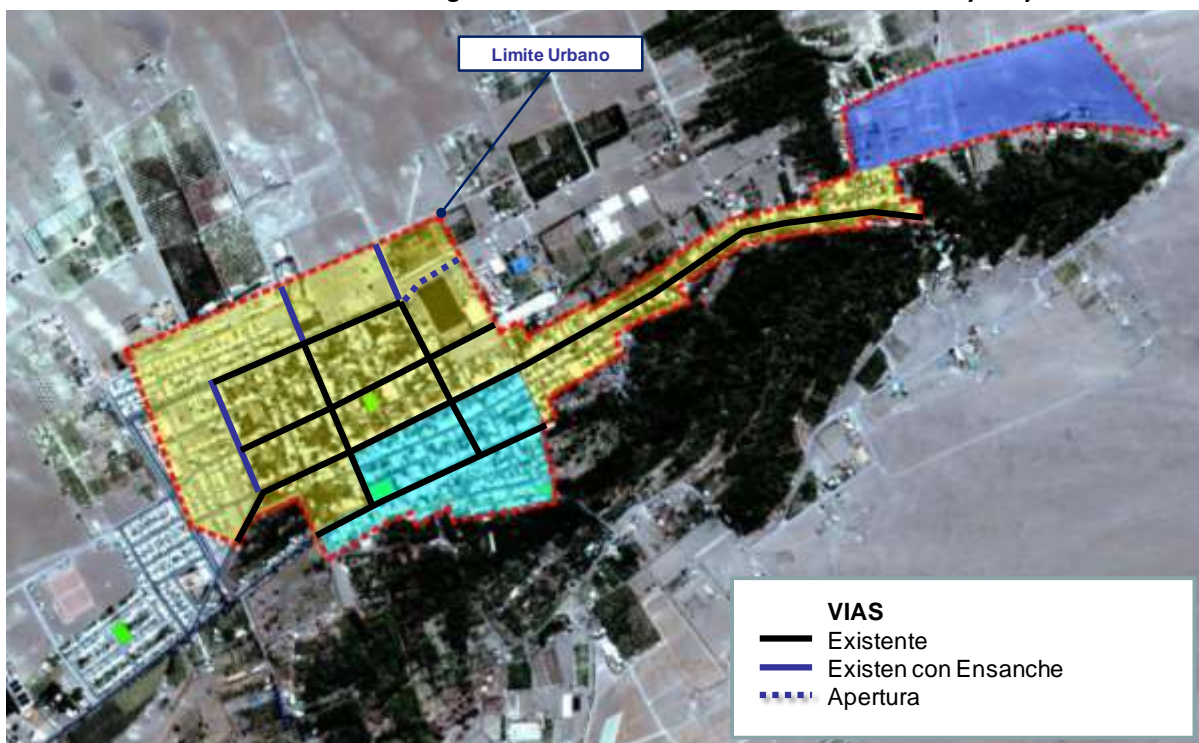 Limite Urbano
VIAS
Existente
Existen con Ensanche
Apertura